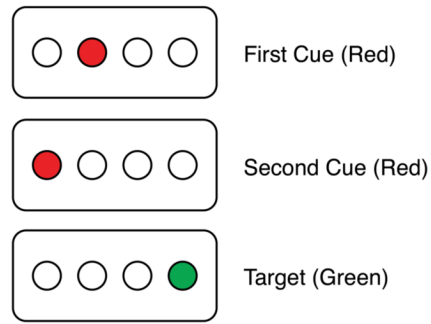 First Cue (Red)
Second Cue (Red)
Target (Green)